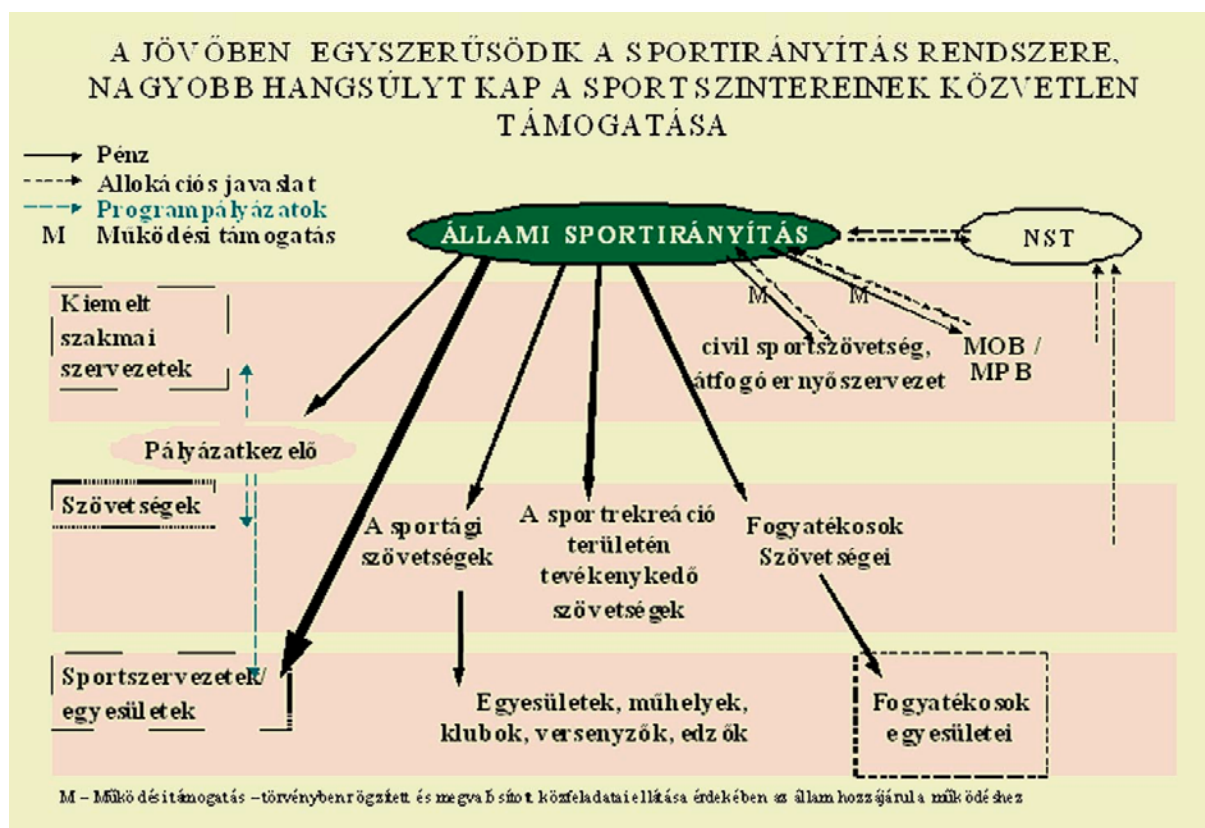 A JÖVŐBEN EGYSZERŰSÖDIK A SPORTIRÁNYÍTÁS RENDSZERE,
NAGYOBB HANGSÚLYT KAP A SPORT SZINTEREINEK KÖZVETLEN
TÁMOGATÁSA
Pénz
Allokációs javaslat
Programpályázatok
M Működési támogatás
ÁLLAMI SPORTIRÁNYÍTÁS
NST
Kiemelt
szakmai
szervezetek
M
M
civil sportszövetség,
átfogó ernyőszervezet
MOB /
MPB
Pályázatkezelő
Szövetségek
A sportági
szövetségek
A sportrekreáció
területén
tevékenykedő
szövetségek
Fogyatékosok
Szövetségei
Sportszervezetek/
egyesületek
Egyesületek, műhelyek,
klubok, versenyzők, edzők
Fogyatékosok
egyesületei
M – Működési támogatás – törvényben rögzített és megvalósított közfeladatai ellátása érdekében az állam hozzájárul a működéshez